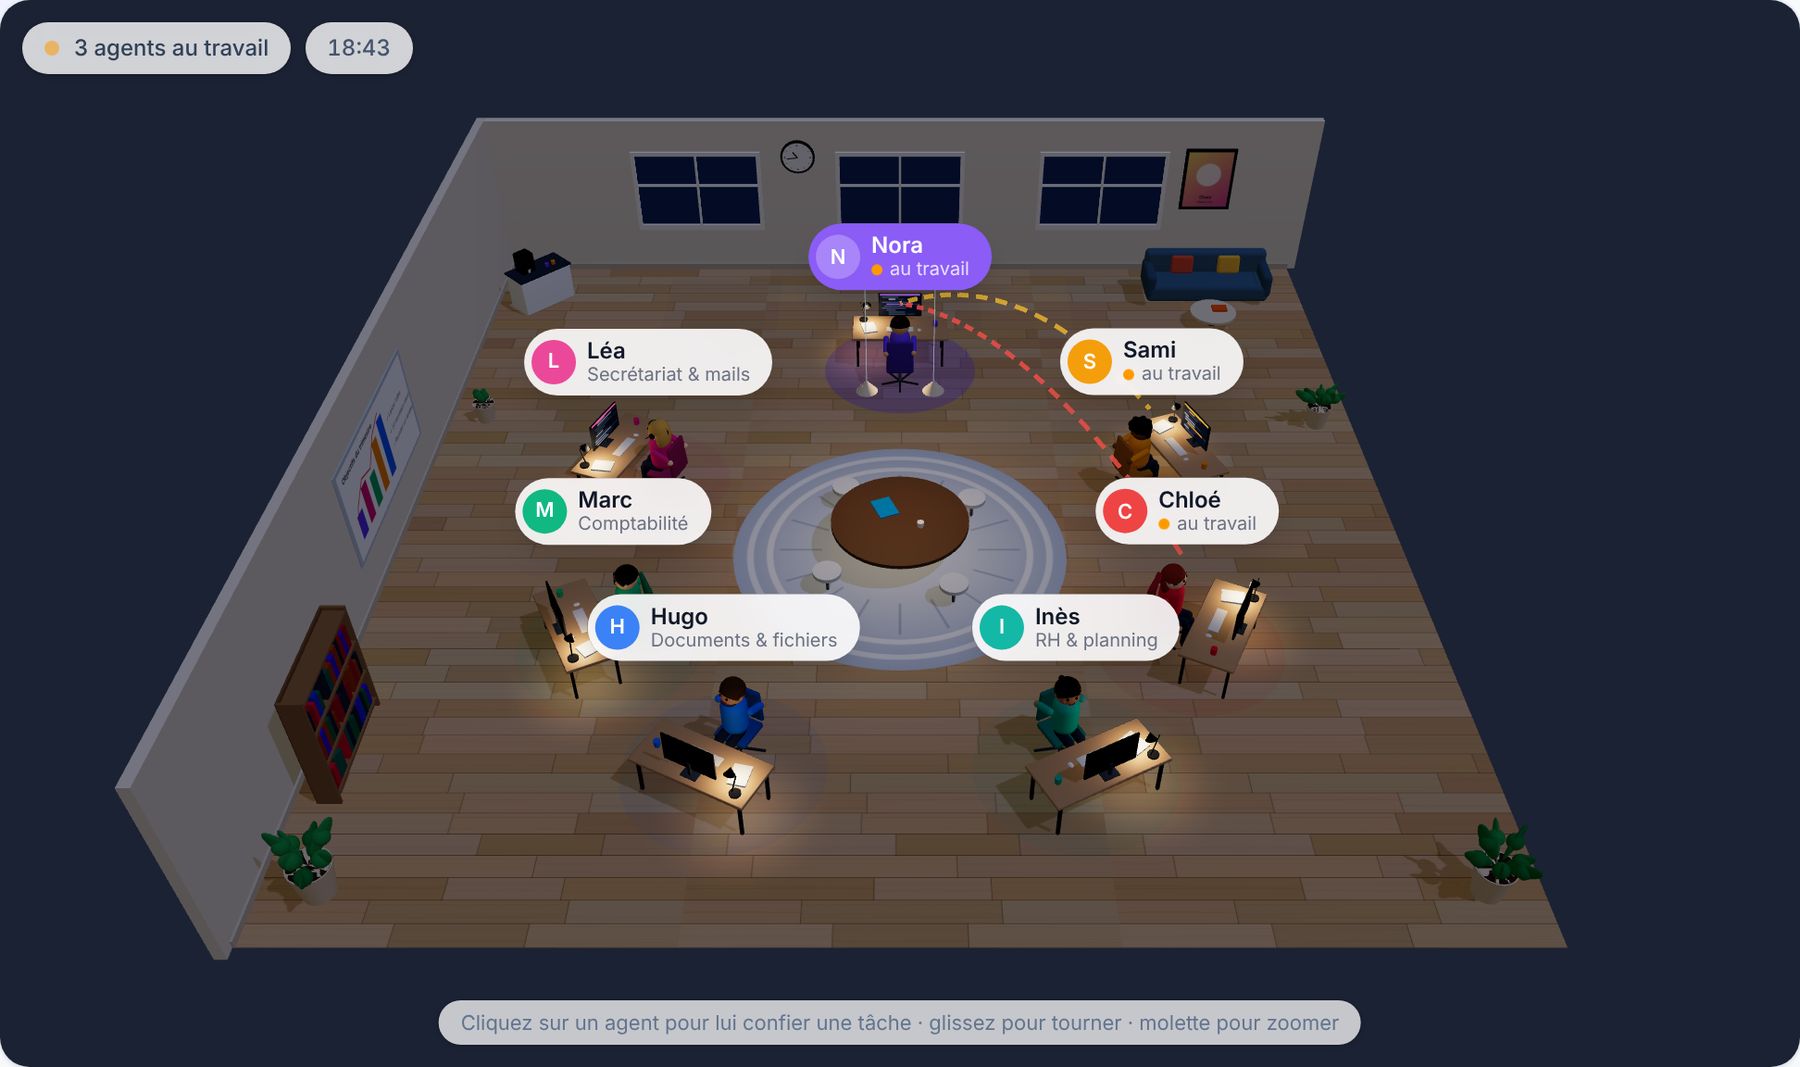 3 agents au travail
18:43
N
Nora
au travail
L
Léa
Secrétariat & mails
S
Sami
au travail
M
Marc
Comptabilité
C
Chloé
au travail
H
Hugo
Documents & fichiers
I
Inès
RH & planning
Cliquez sur un agent pour lui confier une tâche · glissez pour tourner · molette pour zoomer